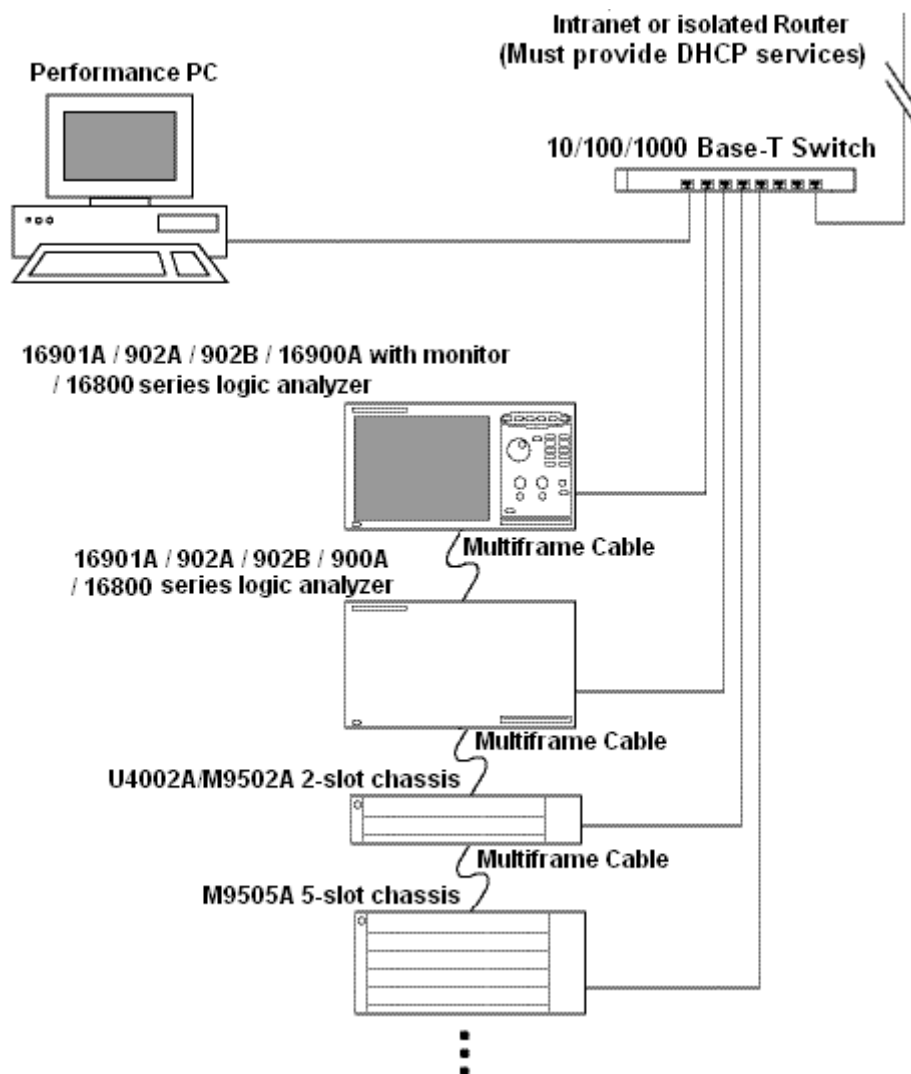 Intranet or isolated Router
(Must provide DHCP services)
Performance PC
10/100/1000 Base-T Switch
16901A / 902A / 902B / 16900A with monitor
/ 16800 series logic analyzer
Multiframe Cable
16901A / 902A / 902B / 900A
/ 16800 series logic analyzer
Multiframe Cable
U4002A/M9502A 2-slot chassis
Multiframe Cable
M9505A 5-slot chassis